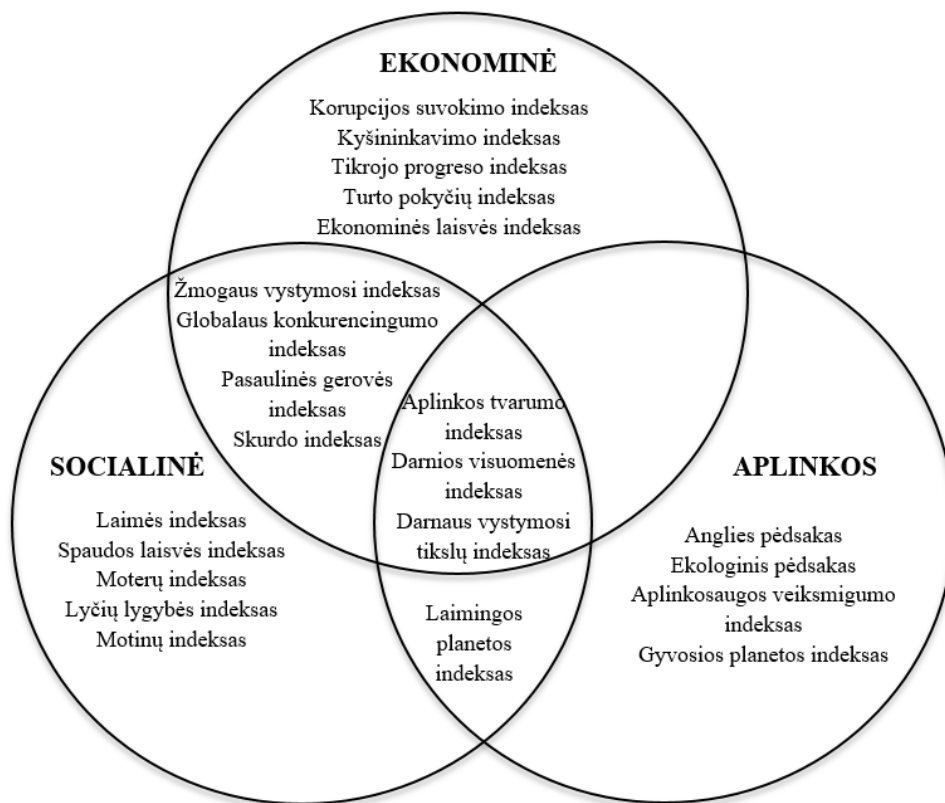 EKONOMINĖ
Korupcijos suvokimo indeksas
Kyšininkavimo indeksas
Tikrojo progreso indeksas
Turto pokyčių indeksas
Ekonominės laisvės indeksas
Žmogaus vystymosi indeksas
Globalaus konkurencingumo
indeksas
Pasaulinės gerovės
indeksas
Skurdo indeksas
Aplinkos tvarumo
indeksas
Darnios visuomenės
indeksas
Darnaus vystymosi
tikslų indeksas
SOCIALINĖ
Laimės indeksas
Spaudos laisvės indeksas
Moterų indeksas
Lyčių lygybės indeksas
Motinų indeksas
Laimingos
planetos
indeksas
APLINKOS
Anglies pėdsakas
Ekologinis pėdsakas
Aplinkosaugos veiksmigumo
indeksas
Gyvosios planetos indeksas